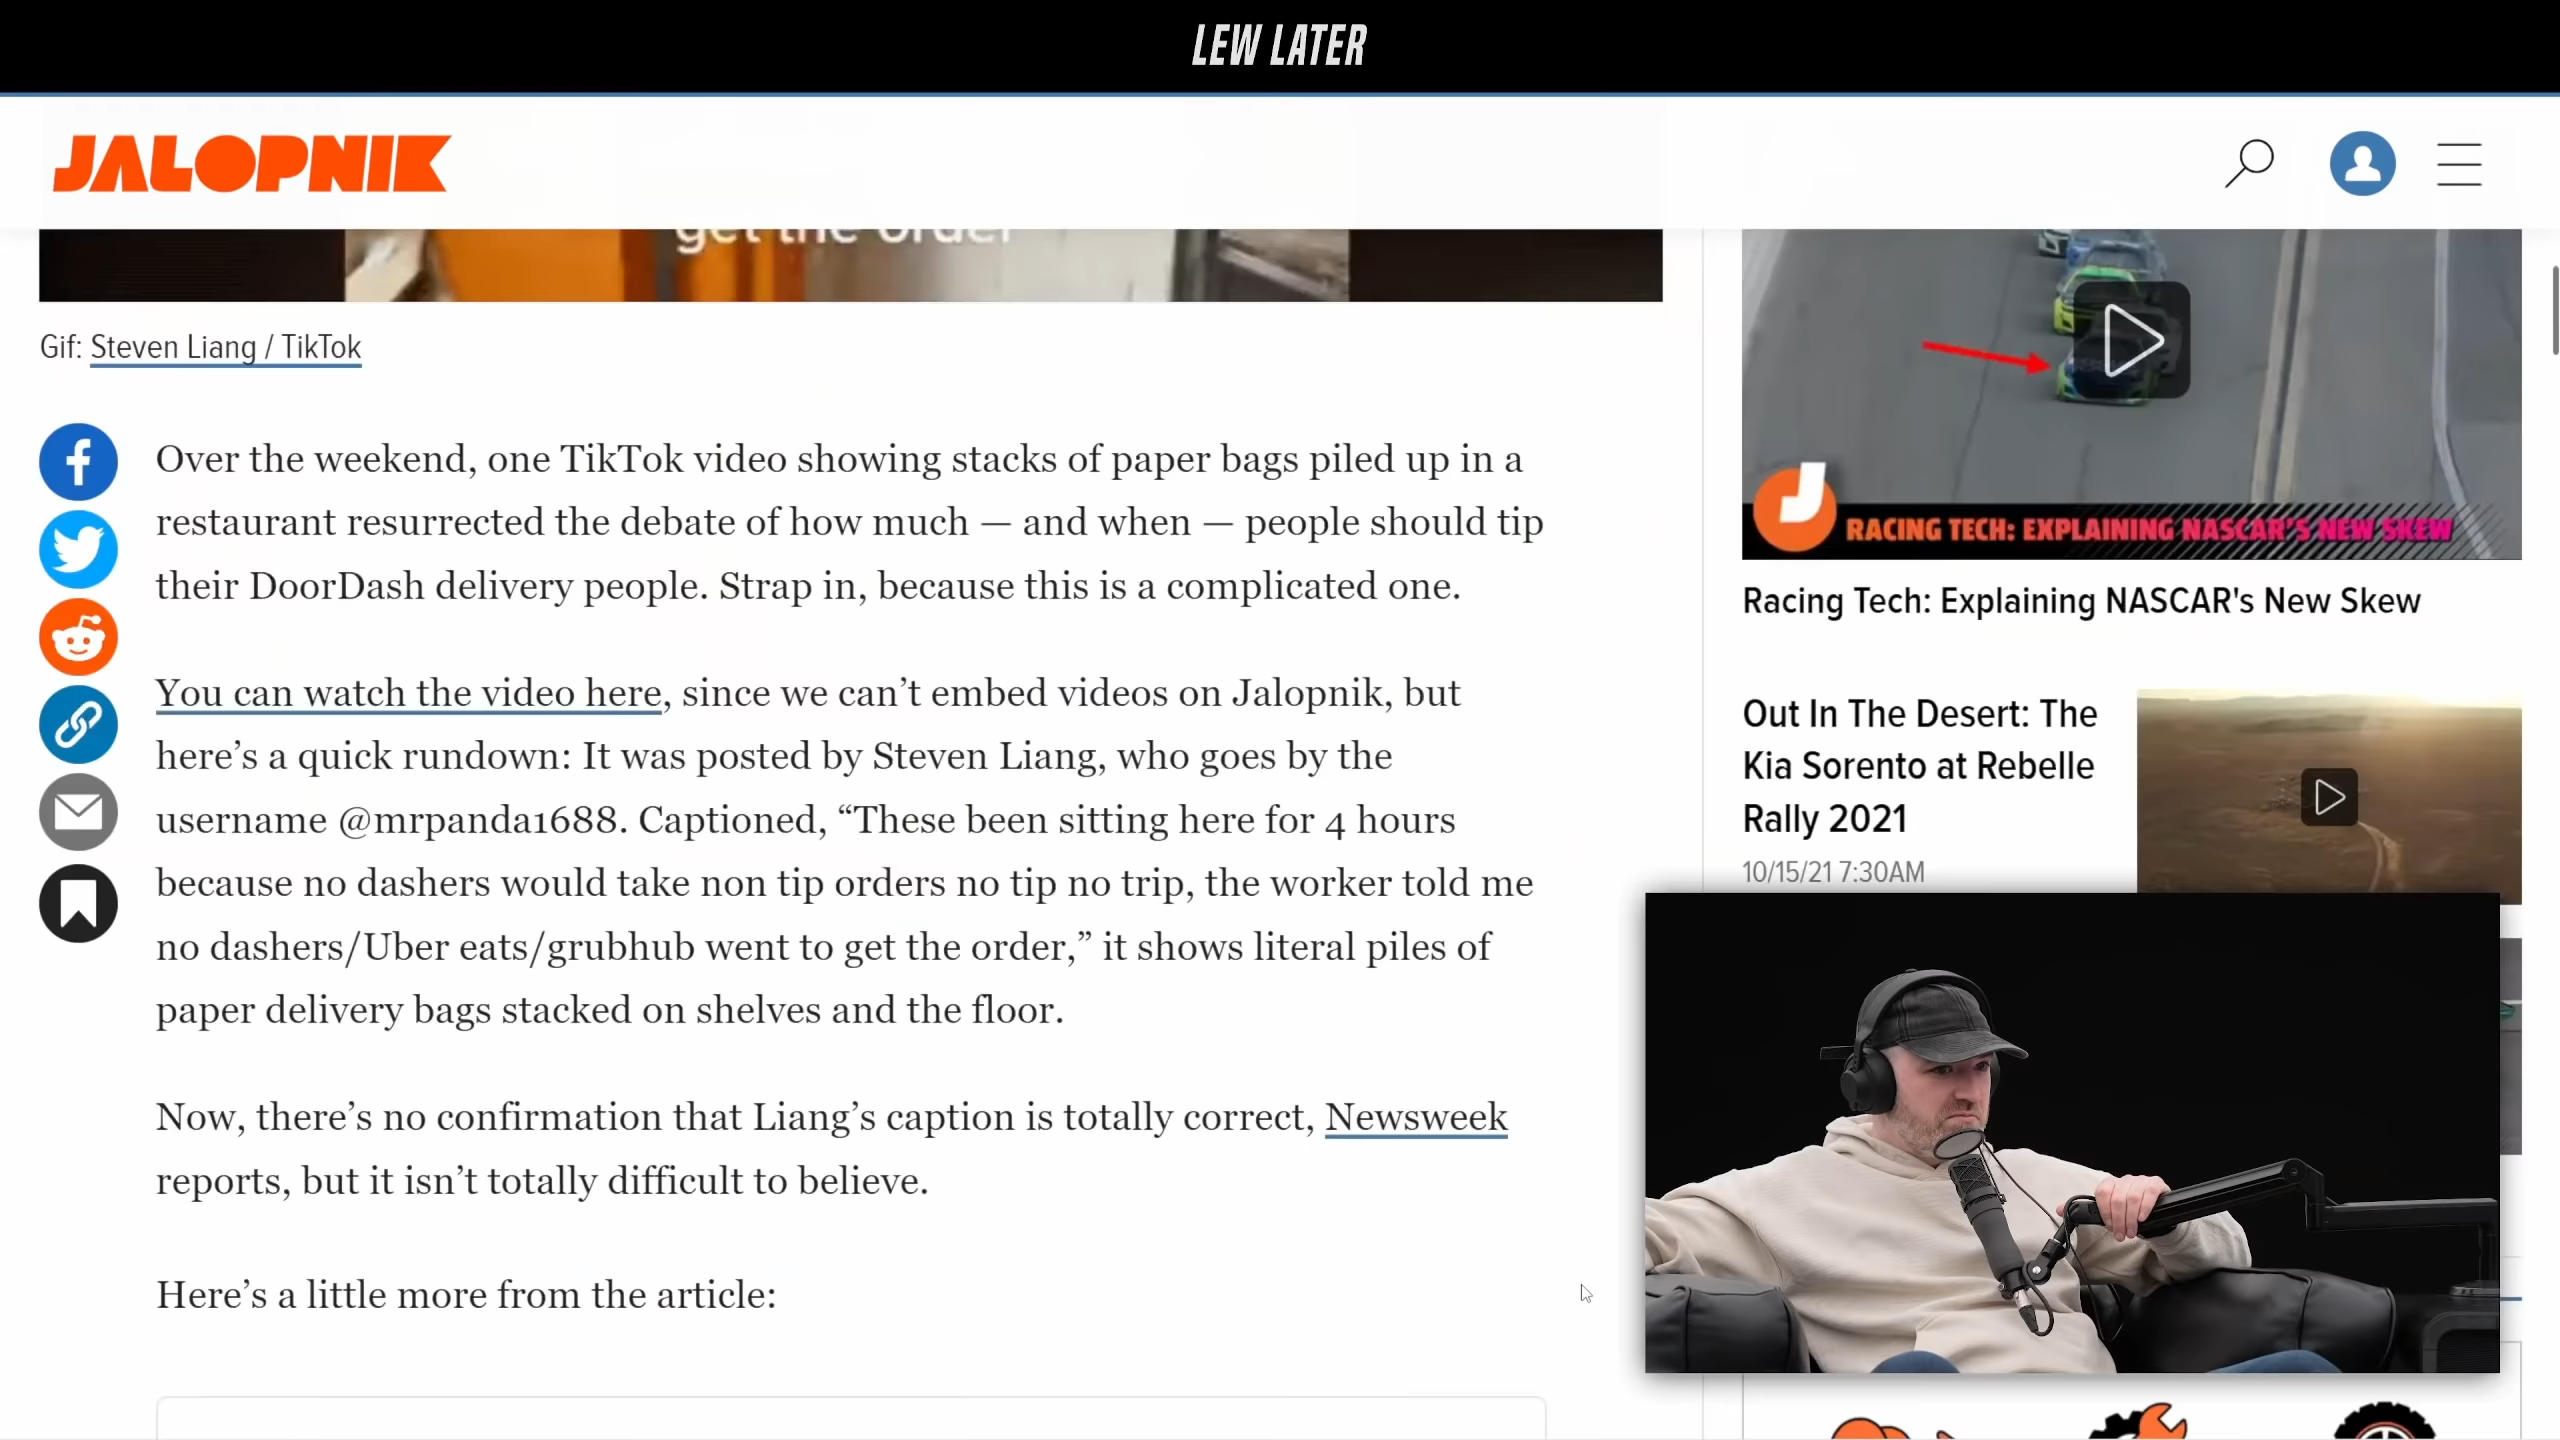 LEW LATER
JALOPNIK
get the order
Gif: Steven Liang / TikTok
Over the weekend, one TikTok video showing stacks of paper bags piled up in a
restaurant resurrected the debate of how much — and when — people should tip
their DoorDash delivery people. Strap in, because this is a complicated one.
You can watch the video here, since we can’t embed videos on Jalopnik, but
here’s a quick rundown: It was posted by Steven Liang, who goes by the
username @mrpanda1688. Captioned, “These been sitting here for 4 hours
because no dashers would take non tip orders no tip no trip, the worker told me
no dashers/Uber eats/grubhub went to get the order,” it shows literal piles of
paper delivery bags stacked on shelves and the floor.
Now, there’s no confirmation that Liang’s caption is totally correct, Newsweek
reports, but it isn’t totally difficult to believe.
Here’s a little more from the article:
J
RACING TECH: EXPLAINING NASCAR'S NEW SKEW
Racing Tech: Explaining NASCAR's New Skew
Out In The Desert: The
Kia Sorento at Rebelle
Rally 2021
10/15/21 7:30AM